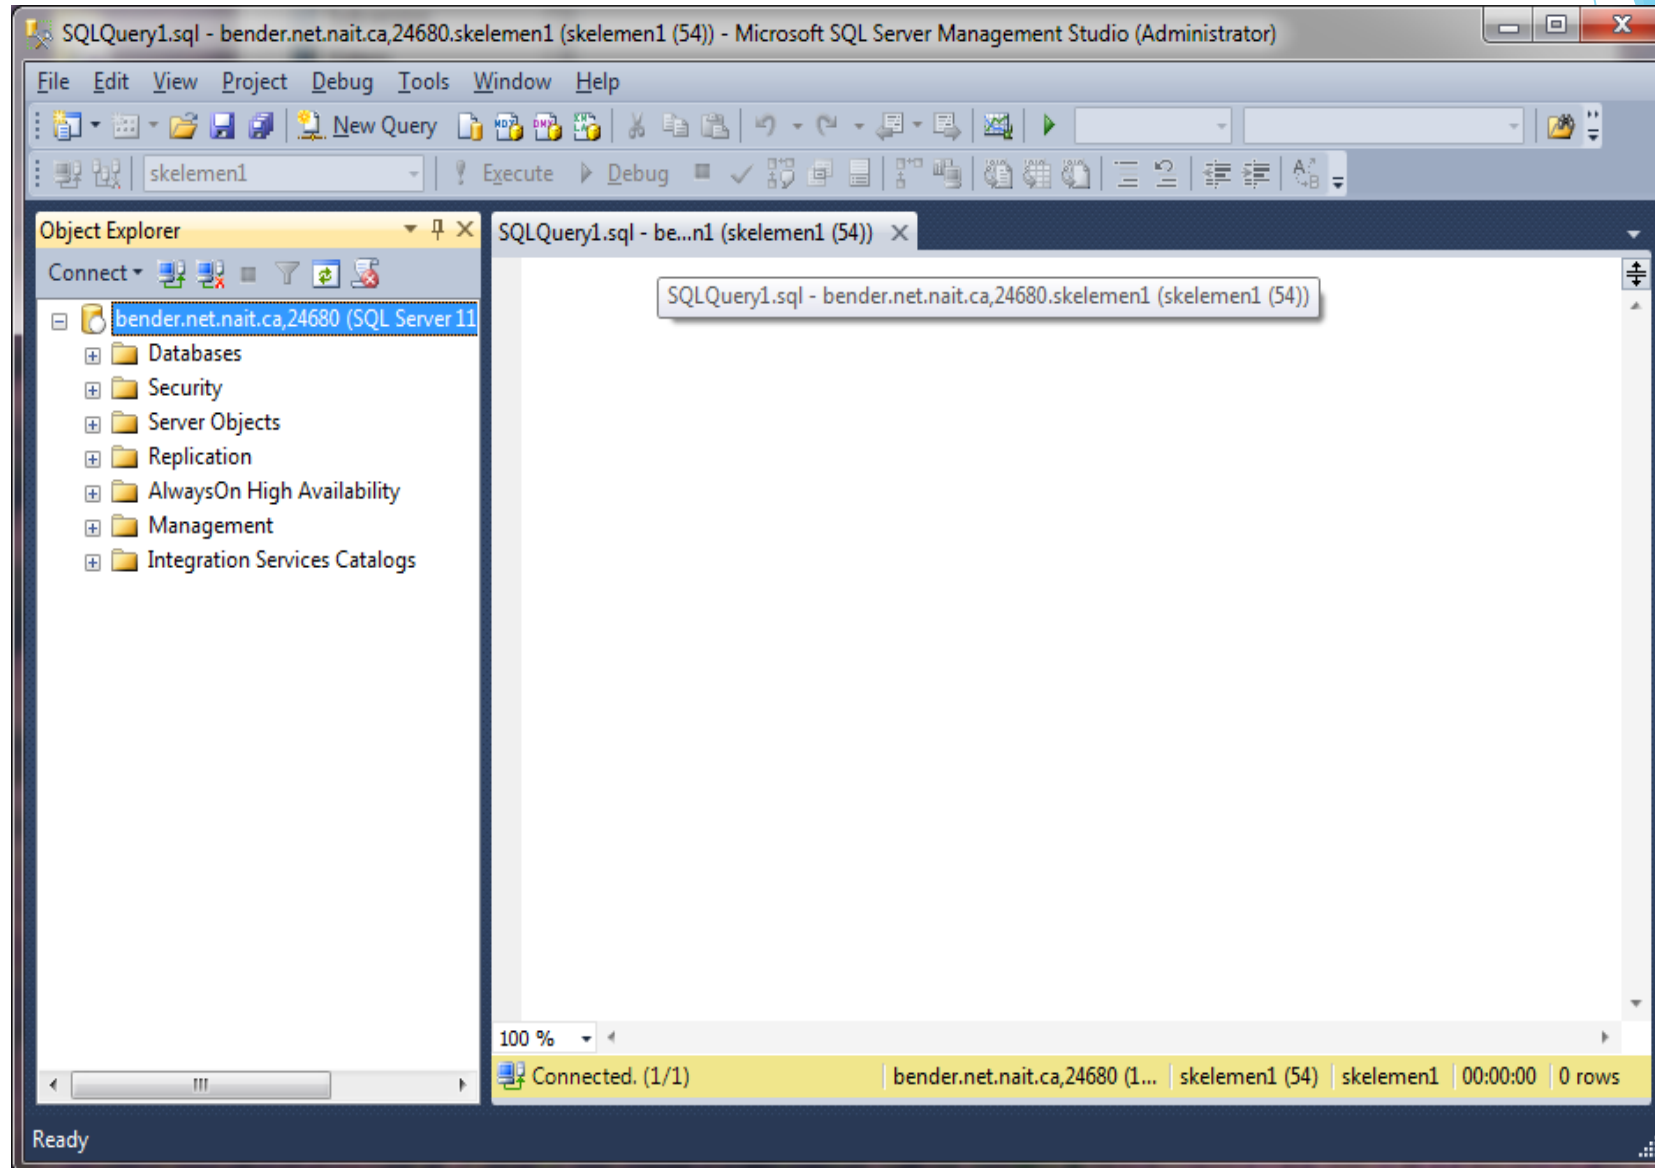 SQLQuery1.sql - bender.net.nait.ca,24680.skelemen1 (skelemen1 (54)) - Microsoft SQL Server Management Studio (Administrator)
File Edit View Project Debug Tools Window Help
New Query
skelemen1 Execute Debug
Object Explorer
Connect
bender.net.nait.ca,24680 (SQL Server 11
Databases
Security
Server Objects
Replication
AlwaysOn High Availability
Management
Integration Services Catalogs
SQLQuery1.sql - be...n1 (skelemen1 (54))
SQLQuery1.sql - bender.net.nait.ca,24680.skelemen1 (skelemen1 (54))
100 %
Connected. (1/1) bender.net.nait.ca,24680 (1... skelemen1 (54) skelemen1 00:00:00 0 rows
Ready